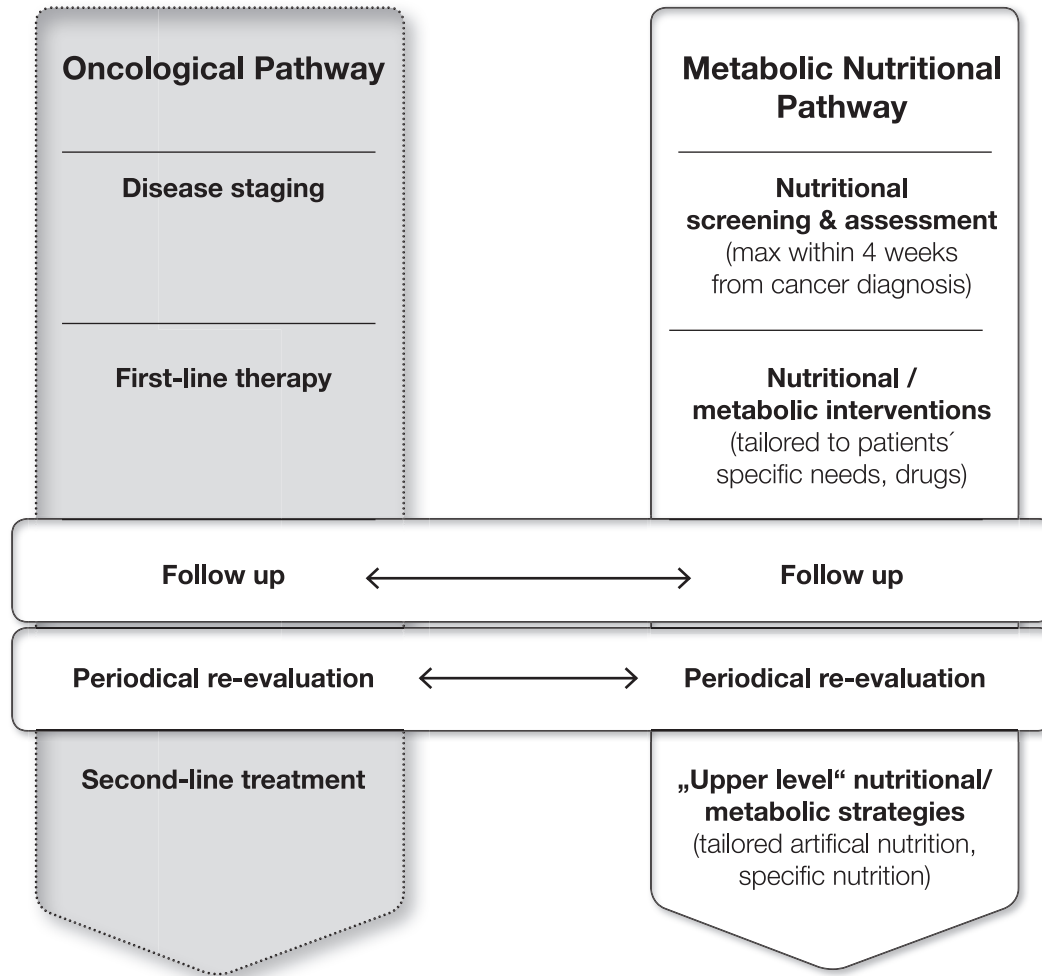 Oncological Pathway
Disease staging
First-line therapy
Metabolic Nutritional
Pathway
Nutritional
screening & assessment
(max within 4 weeks
from cancer diagnosis)
Nutritional /
metabolic interventions
(tailored to patients´
specific needs, drugs)
Follow up
Follow up
Periodical re-evaluation
Periodical re-evaluation
Second-line treatment
„Upper level“ nutritional/
metabolic strategies
(tailored artifical nutrition,
specific nutrition)